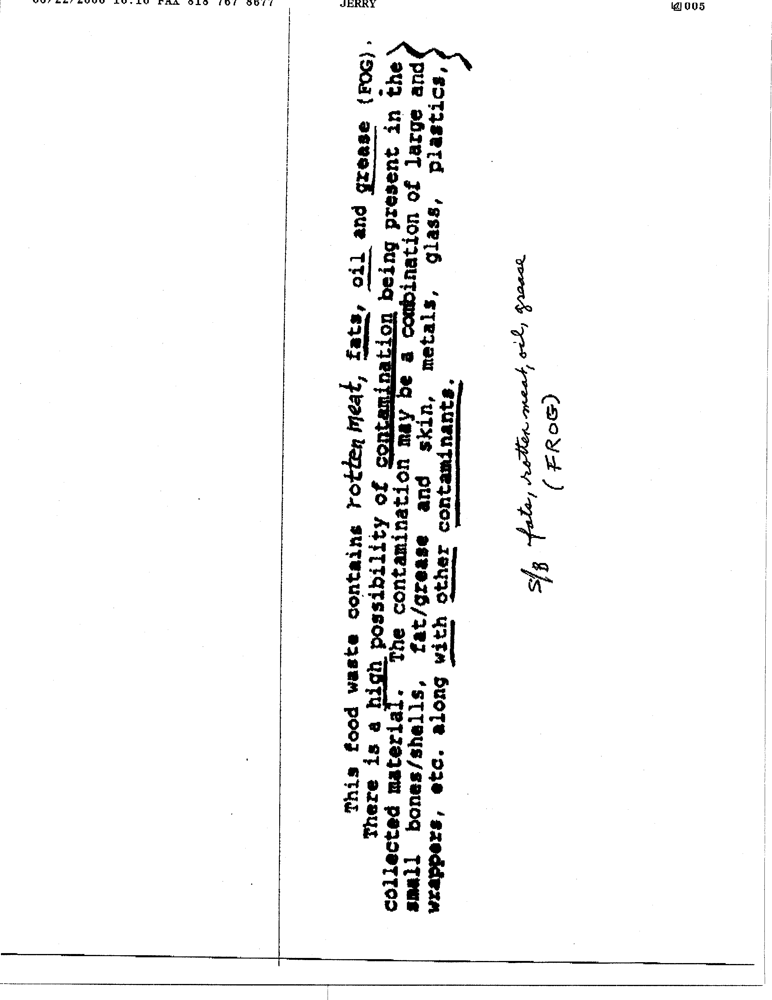 08/22/2006 16:10 FAX 818 767 8677 JERRY 005
This food waste contains rotten meat, fats, oil and grease (FOG).
There is a high possibility of contamination being present in the
collected material. The contamination may be a combination of large and
small bones/shells, fat/grease and skin, metals, glass, plastics,
wrappers, etc. along with other contaminants.
S/B fats, rotten meat, oil, grease
(FROG)